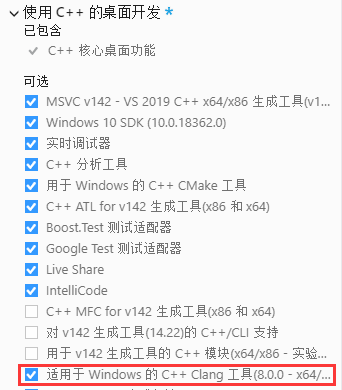 使用 C++ 的桌面开发 *
已包含
C++ 核心桌面功能
可选
MSVC v142 - VS 2019 C++ x64/x86 生成工具(v1...
Windows 10 SDK (10.0.18362.0)
实时调试器
C++ 分析工具
用于 Windows 的 C++ CMake 工具
C++ ATL for v142 生成工具(x86 和 x64)
Boost.Test 测试适配器
Google Test 测试适配器
Live Share
IntelliCode
C++ MFC for v142 生成工具(x86 和 x64)
对 v142 生成工具(14.22)的 C++/CLI 支持
用于 v142 生成工具的 C++ 模块(x64/x86 - 实验...
适用于 Windows 的 C++ Clang 工具(8.0.0 - x64/...